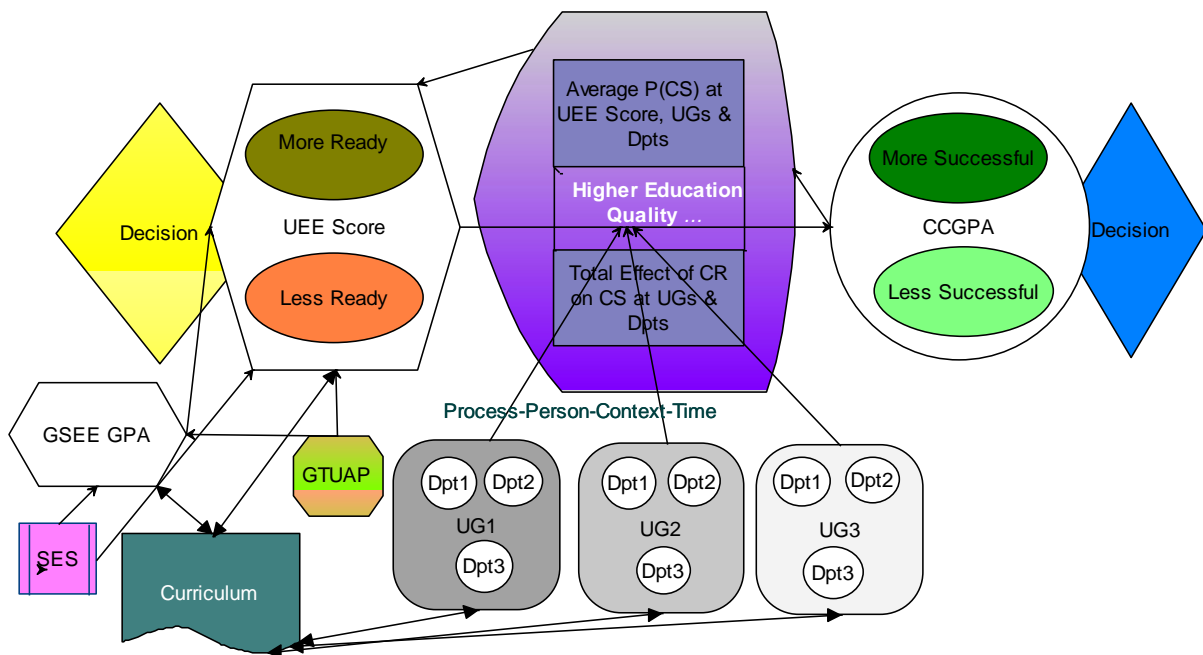 Average P(CS) at
UEE Score, UGs &
Dpts
More Ready
More Successful
Higher Education
Quality ...
Decision
UEE Score
CCGPA
Decision
Total Effect of CR
on CS at UGs &
Dpts
Less Ready
Less Successful
Process-Person-Context-Time
GSEE GPA
GTUAP
Dpt1
Dpt2
UG1
Dpt3
Dpt1
Dpt2
UG2
Dpt3
Dpt1
Dpt2
UG3
Dpt3
SES
Curriculum